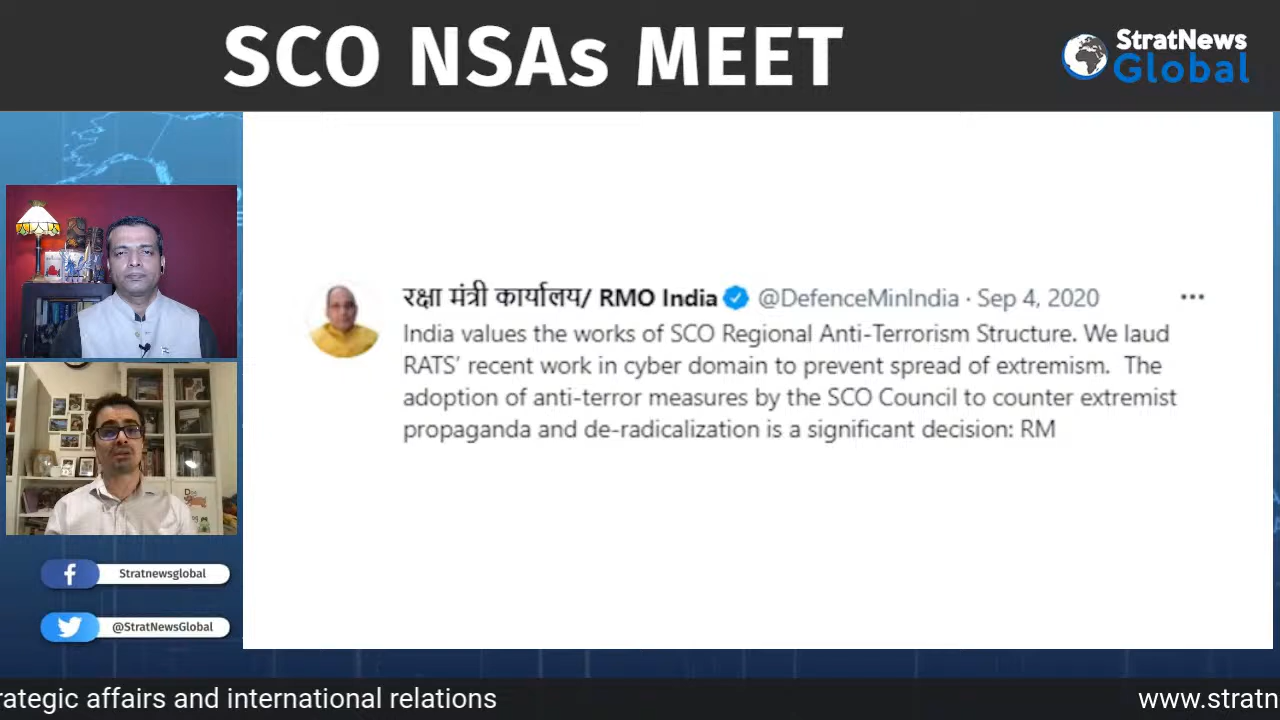 SCO NSAs MEET
StratNews
Global
रक्षा मंत्री कार्यालय/ RMO India @DefenceMinIndia · Sep 4, 2020
India values the works of SCO Regional Anti-Terrorism Structure. We laud
RATS' recent work in cyber domain to prevent spread of extremism. The
adoption of anti-terror measures by the SCO Council to counter extremist
propaganda and de-radicalization is a significant decision: RM
Stratnewsglobal
@StratNewsGlobal
rategic affairs and international relations
www.stratn